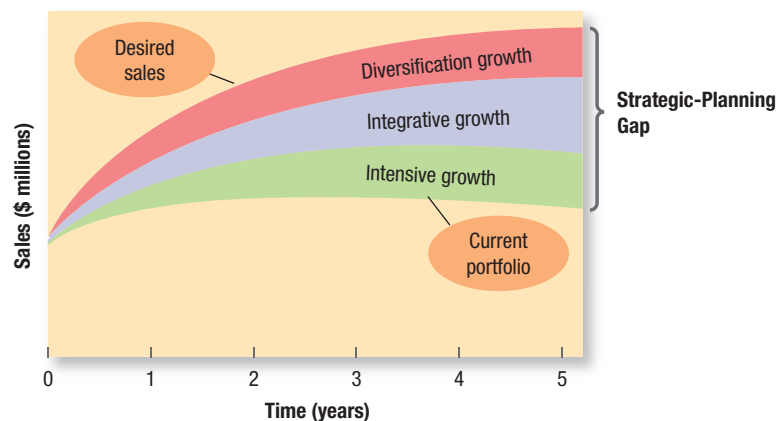 Desired
sales
Diversification growth
Integrative growth
Intensive growth
Current
portfolio
Strategic-Planning
Gap
Sales ($ millions)
0 1 2 3 4 5
Time (years)